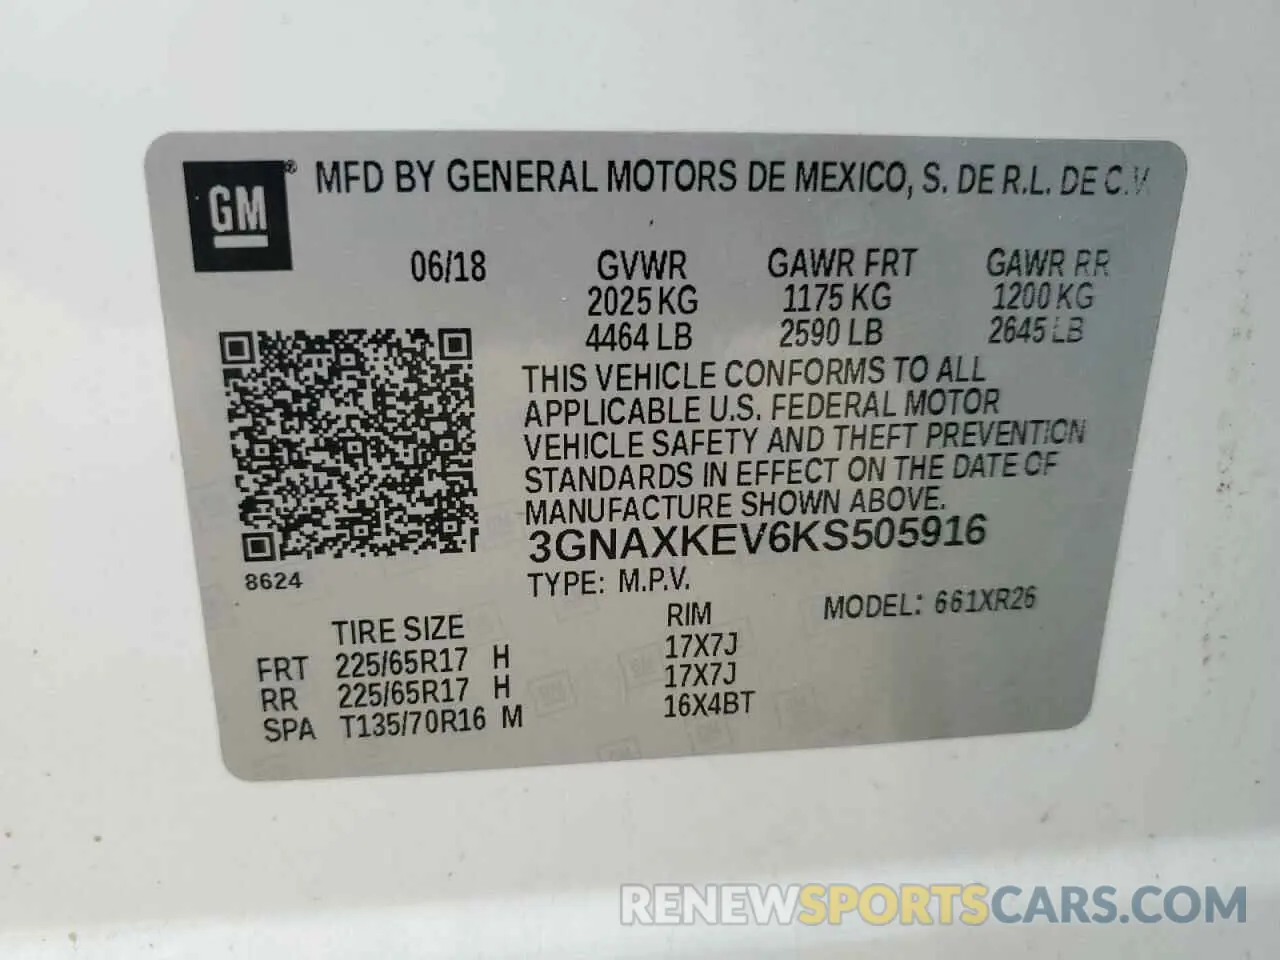 GM® MFD BY GENERAL MOTORS DE MEXICO, S. DE R.L. DE C.V
06/18 GVWR GAWR FRT GAWR RR
2025 KG 1175 KG 1200 KG
4464 LB 2590 LB 2645 LB
THIS VEHICLE CONFORMS TO ALL
APPLICABLE U.S. FEDERAL MOTOR
VEHICLE SAFETY AND THEFT PREVENTION
STANDARDS IN EFFECT ON THE DATE OF
MANUFACTURE SHOWN ABOVE.
3GNAXKEV6KS505916
8624 TYPE: M.P.V. MODEL: 661XR26
TIRE SIZE RIM
FRT 225/65R17 H 17X7J
RR 225/65R17 H 17X7J
SPA T135/70R16 M 16X4BT
RENEWSPORTSCARS.COM